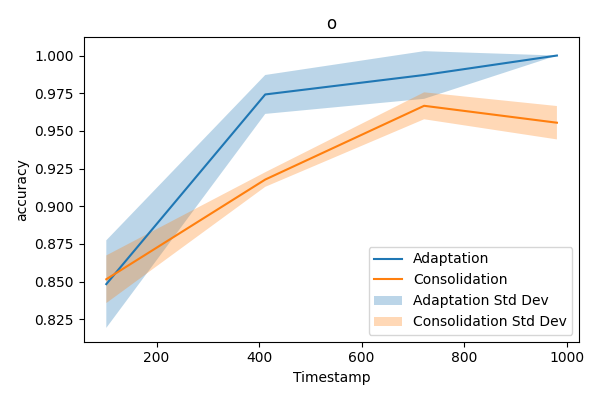 o
accuracy
1.000
0.975
0.950
0.925
0.900
0.875
0.850
0.825
200 400 600 800 1000
Timestamp
Adaptation
Consolidation
Adaptation Std Dev
Consolidation Std Dev